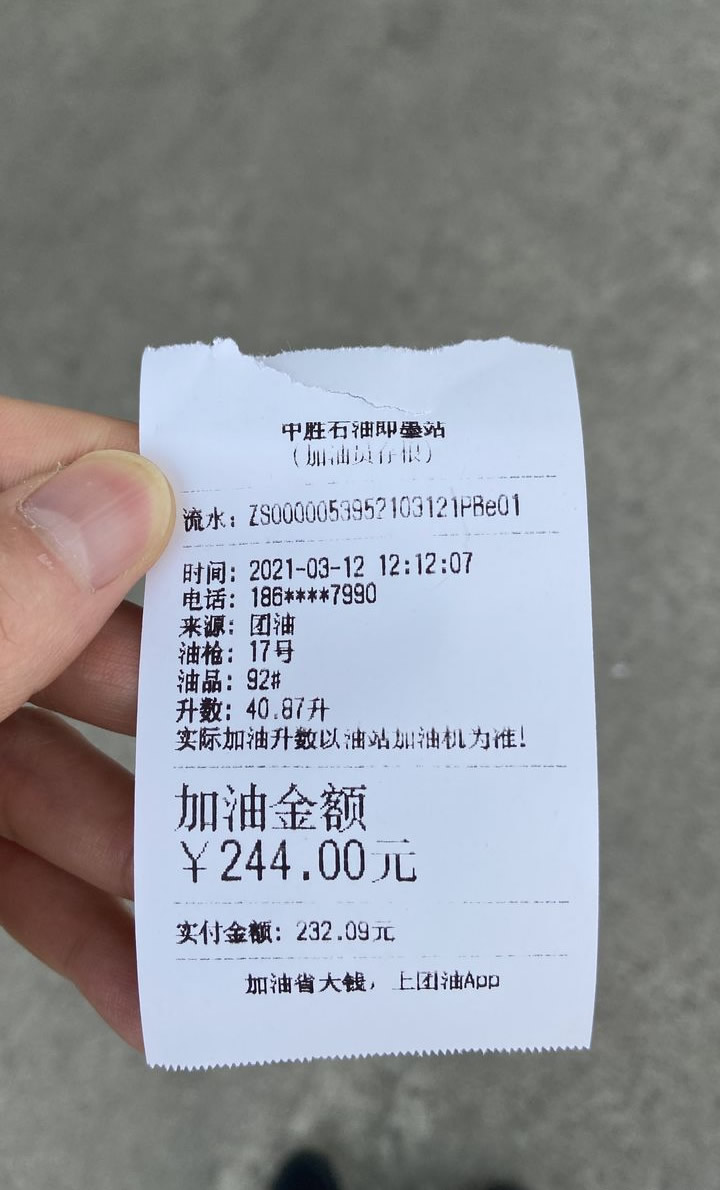 中胜石油即墨站
(加油员存根)
流水: ZS0000053952103121PBe01
时间: 2021-03-12 12:12:07
电话: 186****7990
来源: 团油
油枪: 17号
油品: 92#
升数: 40.87升
实际加油升数以油站加油机为准!
加油金额
￥244.00元
实付金额: 232.09元
加油省大钱, 上团油App